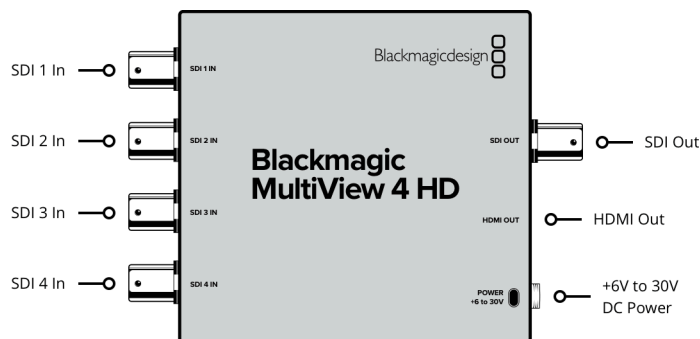 Blackmagicdesign
SDI 1 In
SDI 1 IN
SDI 2 In
SDI 2 IN
SDI OUT
SDI Out
Blackmagic
MultiView 4 HD
SDI 3 In
SDI 3 IN
HDMI OUT
HDMI Out
SDI 4 In
SDI 4 IN
POWER
+6 to 30V
+6V to 30V
DC Power